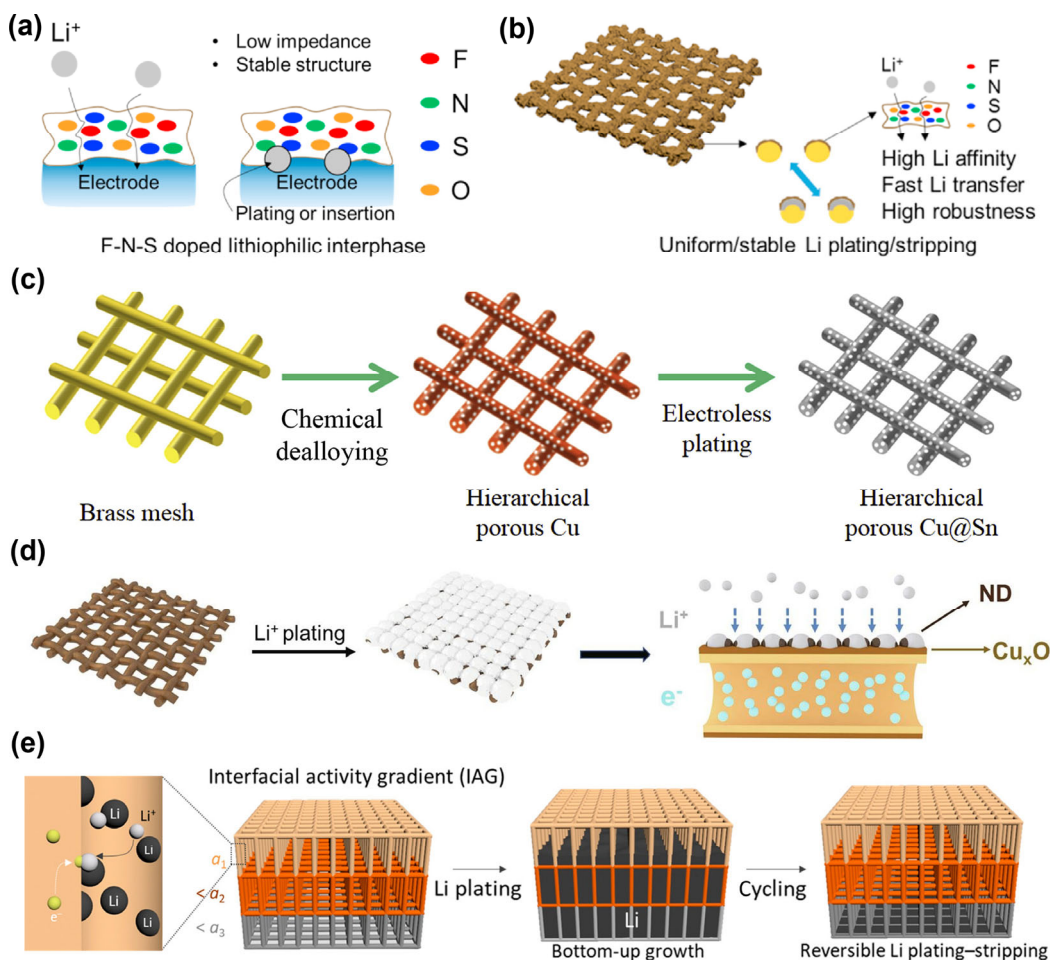 (a)
Li⁺
• Low impedance
• Stable structure
F
N
S
O
Electrode
Electrode
Plating or insertion
F-N-S doped lithiophilic interphase
(b)
Li⁺
F
N
S
O
High Li affinity
Fast Li transfer
High robustness
Uniform/stable Li plating/stripping
(c)
Chemical
dealloying
Electroless
plating
Brass mesh
Hierarchical
porous Cu
Hierarchical
porous Cu@Sn
(d)
Li⁺ plating
Li⁺
e⁻
ND
CuₓO
(e)
Interfacial activity gradient (IAG)
Li
Li⁺
Li
Li
Li
e⁻
a₁
< a₂
< a₃
Li plating
Li
Bottom-up growth
Cycling
Reversible Li plating–stripping